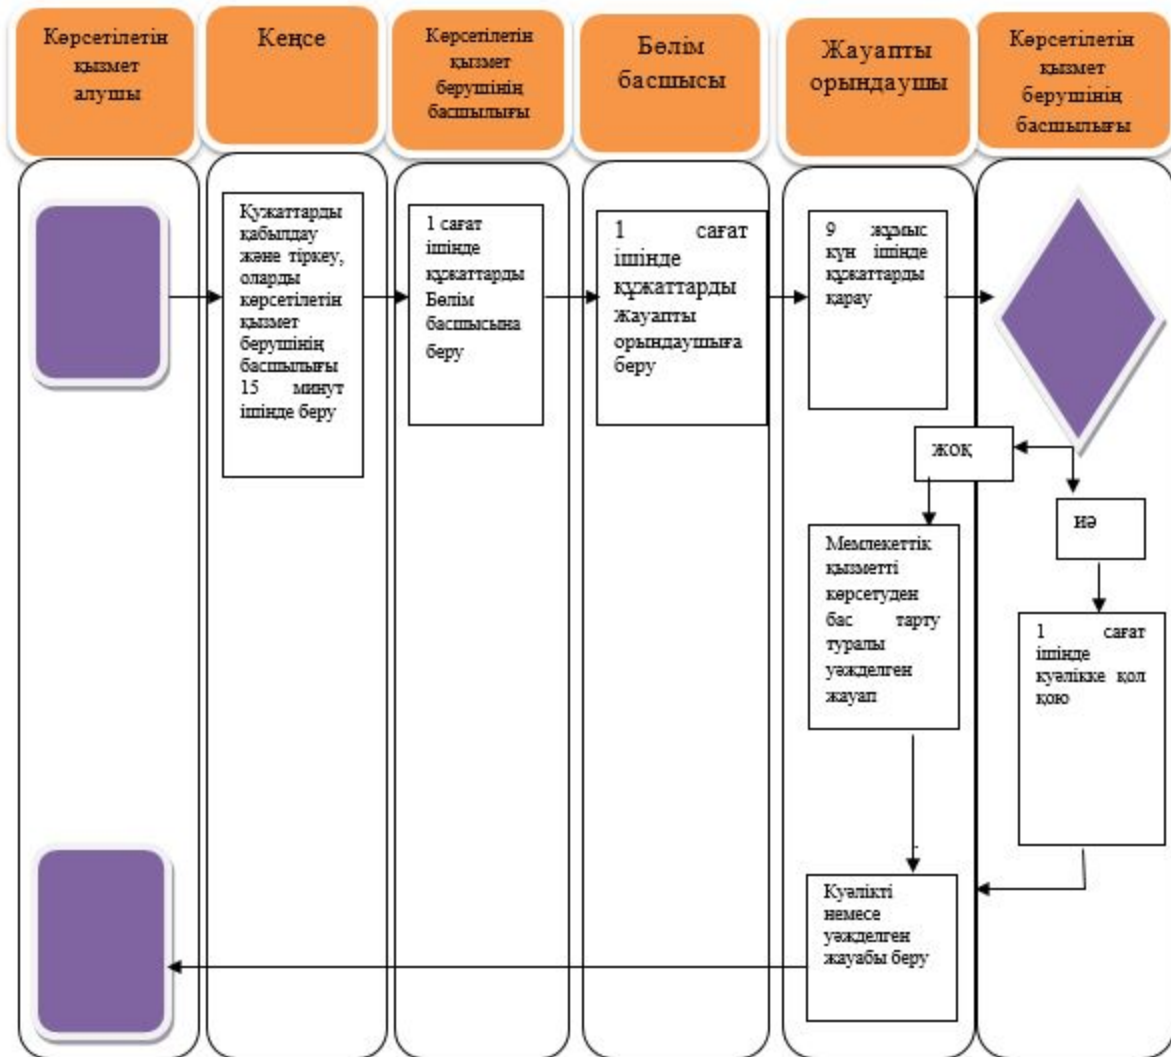 Көрсетілетін
қызмет
алушы
Кеңсе
Көрсетілетін
қызмет
берушінің
басшылығы
Бөлім
басшысы
Жауапты
орындаушы
Көрсетілетін
қызмет
берушінің
басшылығы
Құжаттарды
қабылдау
және тіркеу,
оларды
көрсетілетін
қызмет
берушінің
басшылығы
15 минут
ішінде беру
1 сағат
ішінде
құжаттарды
Бөлім
басшысына
беру
1 сағат
ішінде
құжаттарды
Жауапты
орындаушыға
беру
9 жұмыс
күн ішінде
құжаттарды
қарау
жоқ
иә
Мемлекеттік
қызметті
көрсетуден
бас тарту
туралы
уәжделген
жауап
1 сағат
ішінде
куәлікке қол
қою
Куәлікті
немесе
уәжделген
жауабы беру